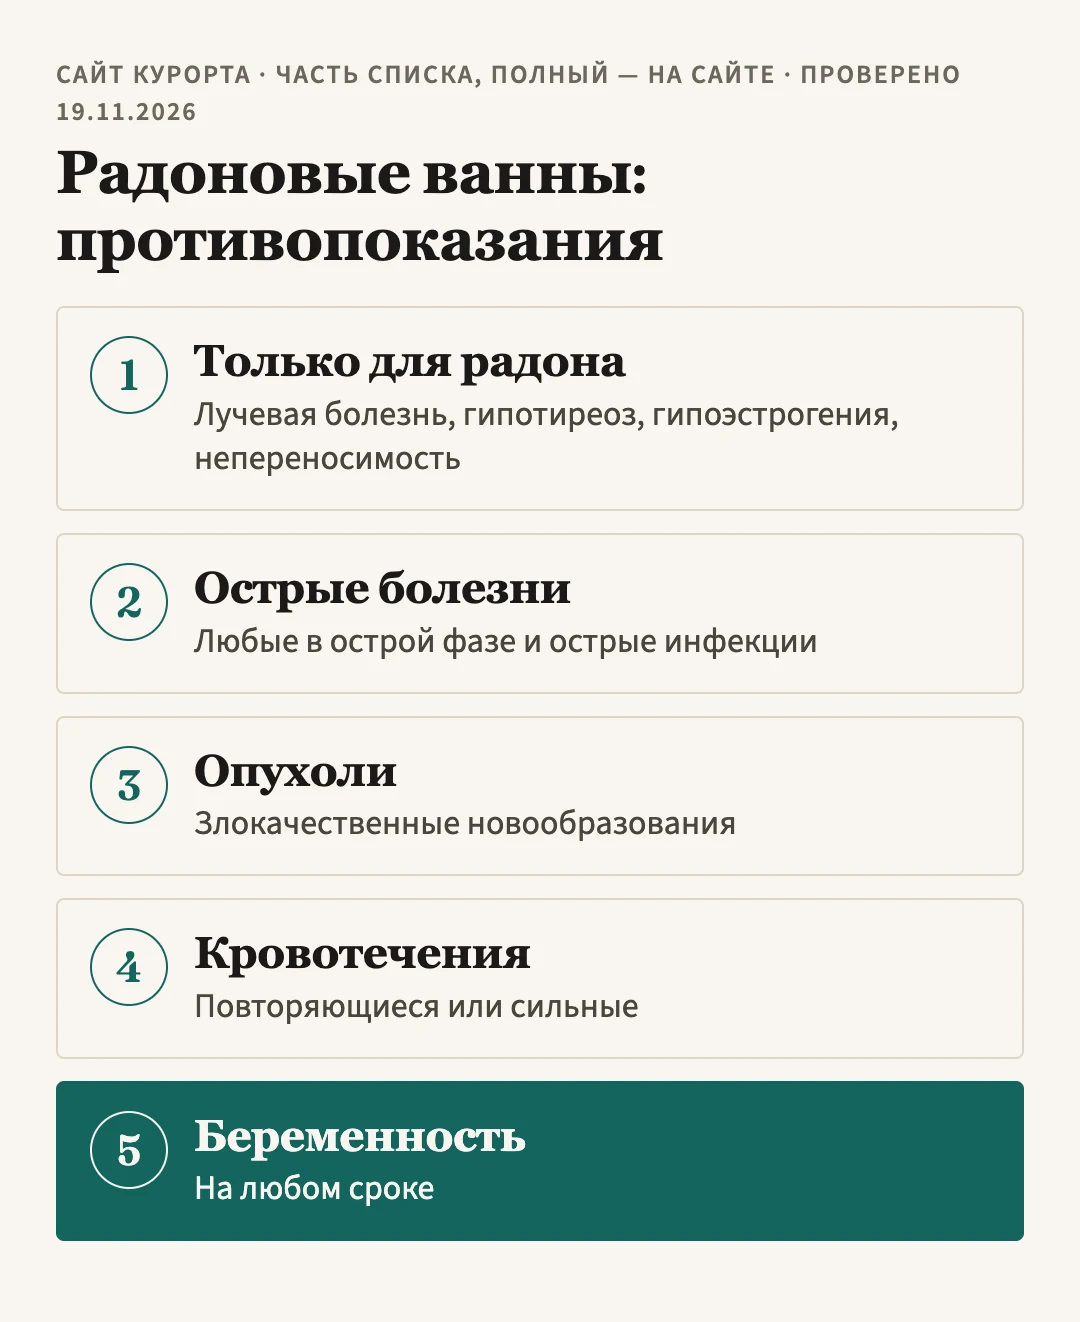 САЙТ КУРОРТА · ЧАСТЬ СПИСКА, ПОЛНЫЙ — НА САЙТЕ · ПРОВЕРЕНО
19.11.2026
Радоновые ванны:
противопоказания
1
Только для радона
Лучевая болезнь, гипотиреоз, гипоэстрогения,
непереносимость
2
Острые болезни
Любые в острой фазе и острые инфекции
3
Опухоли
Злокачественные новообразования
4
Кровотечения
Повторяющиеся или сильные
5
Беременность
На любом сроке